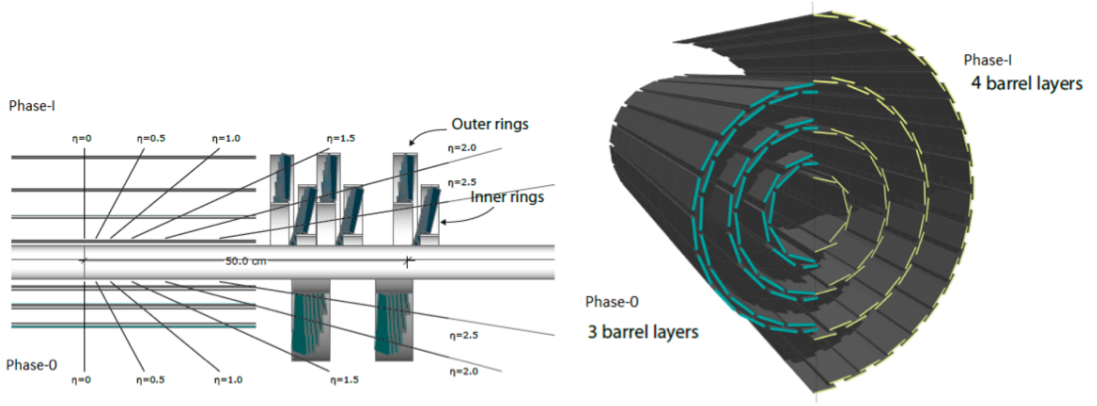 Phase-I
η=0
η=0.5
η=1.0
η=1.5
Outer rings
η=2.0
η=2.5
Inner rings
50.0 cm
η=2.5
Phase-0
η=0
η=0.5
η=1.0
η=1.5
η=2.0
Phase-I
4 barrel layers
Phase-0
3 barrel layers